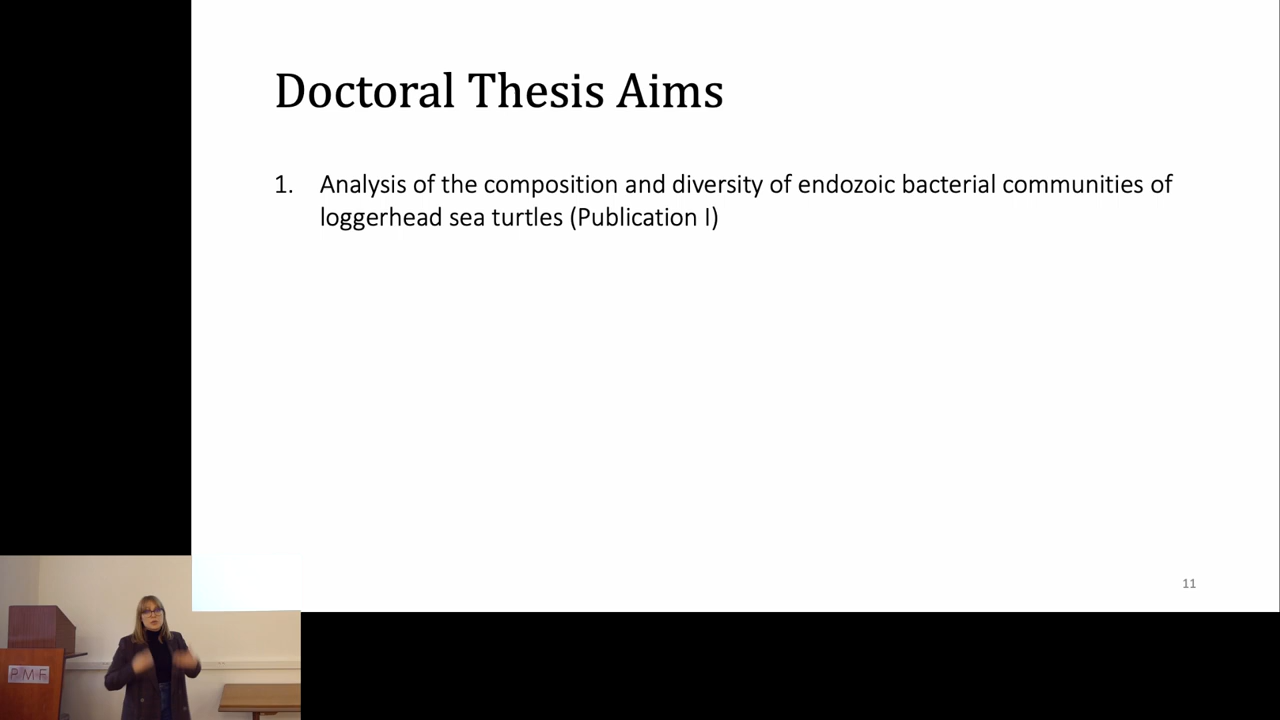 Doctoral Thesis Aims
1. Analysis of the composition and diversity of endozoic bacterial communities of
loggerhead sea turtles (Publication I)
11
PMF